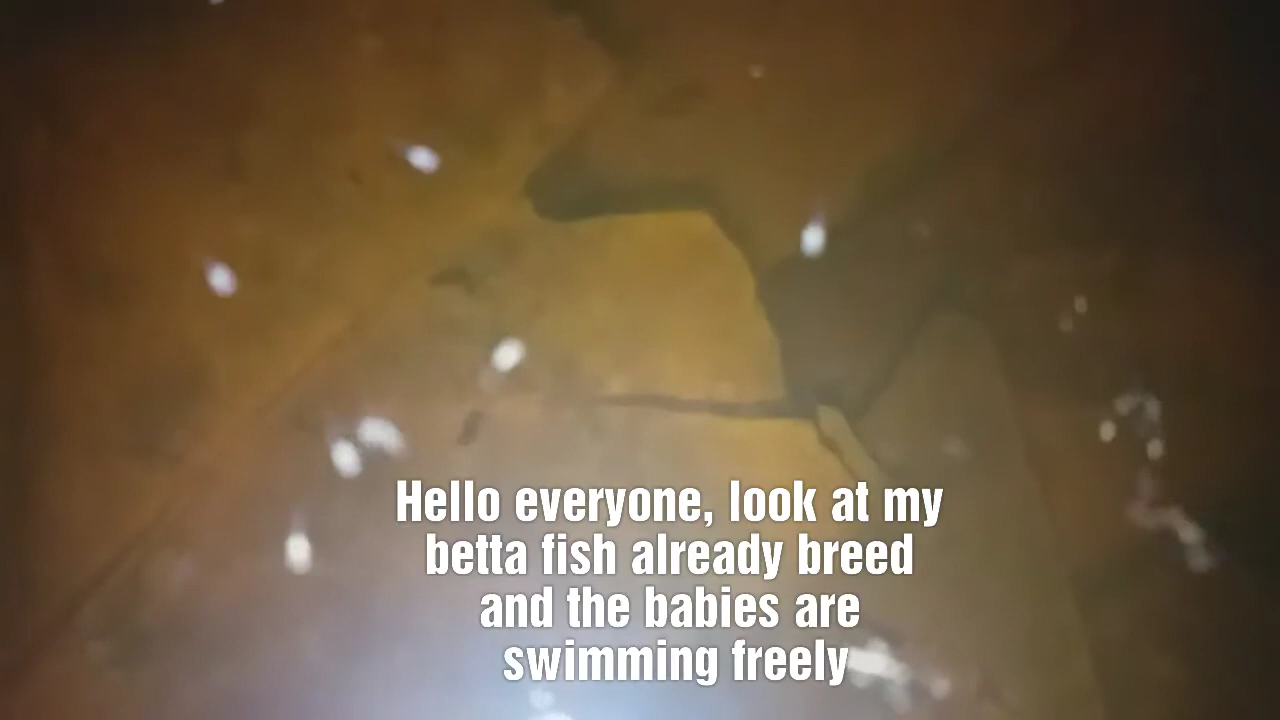 Hello everyone, look at my
betta fish already breed
and the babies are
swimming freely